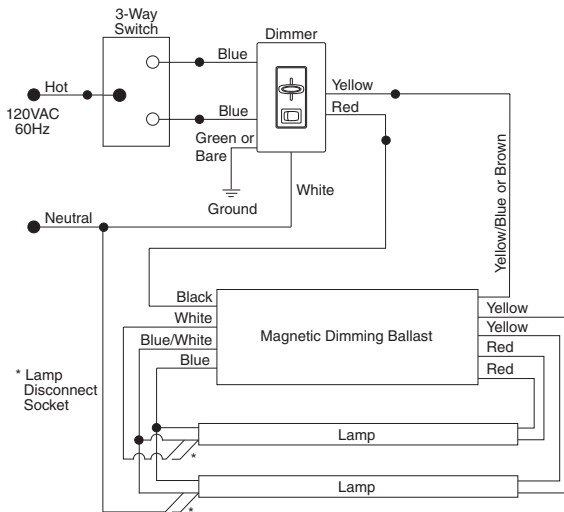 3-Way
Switch
Dimmer
Blue
Hot
Yellow
120VAC
60Hz
Blue
Red
Green or
Bare
White
Ground
Yellow/Blue or Brown
Neutral
Black
White
Blue/White
Blue
Magnetic Dimming Ballast
Yellow
Yellow
Red
Red
* Lamp
Disconnect
Socket
Lamp
*
Lamp
*